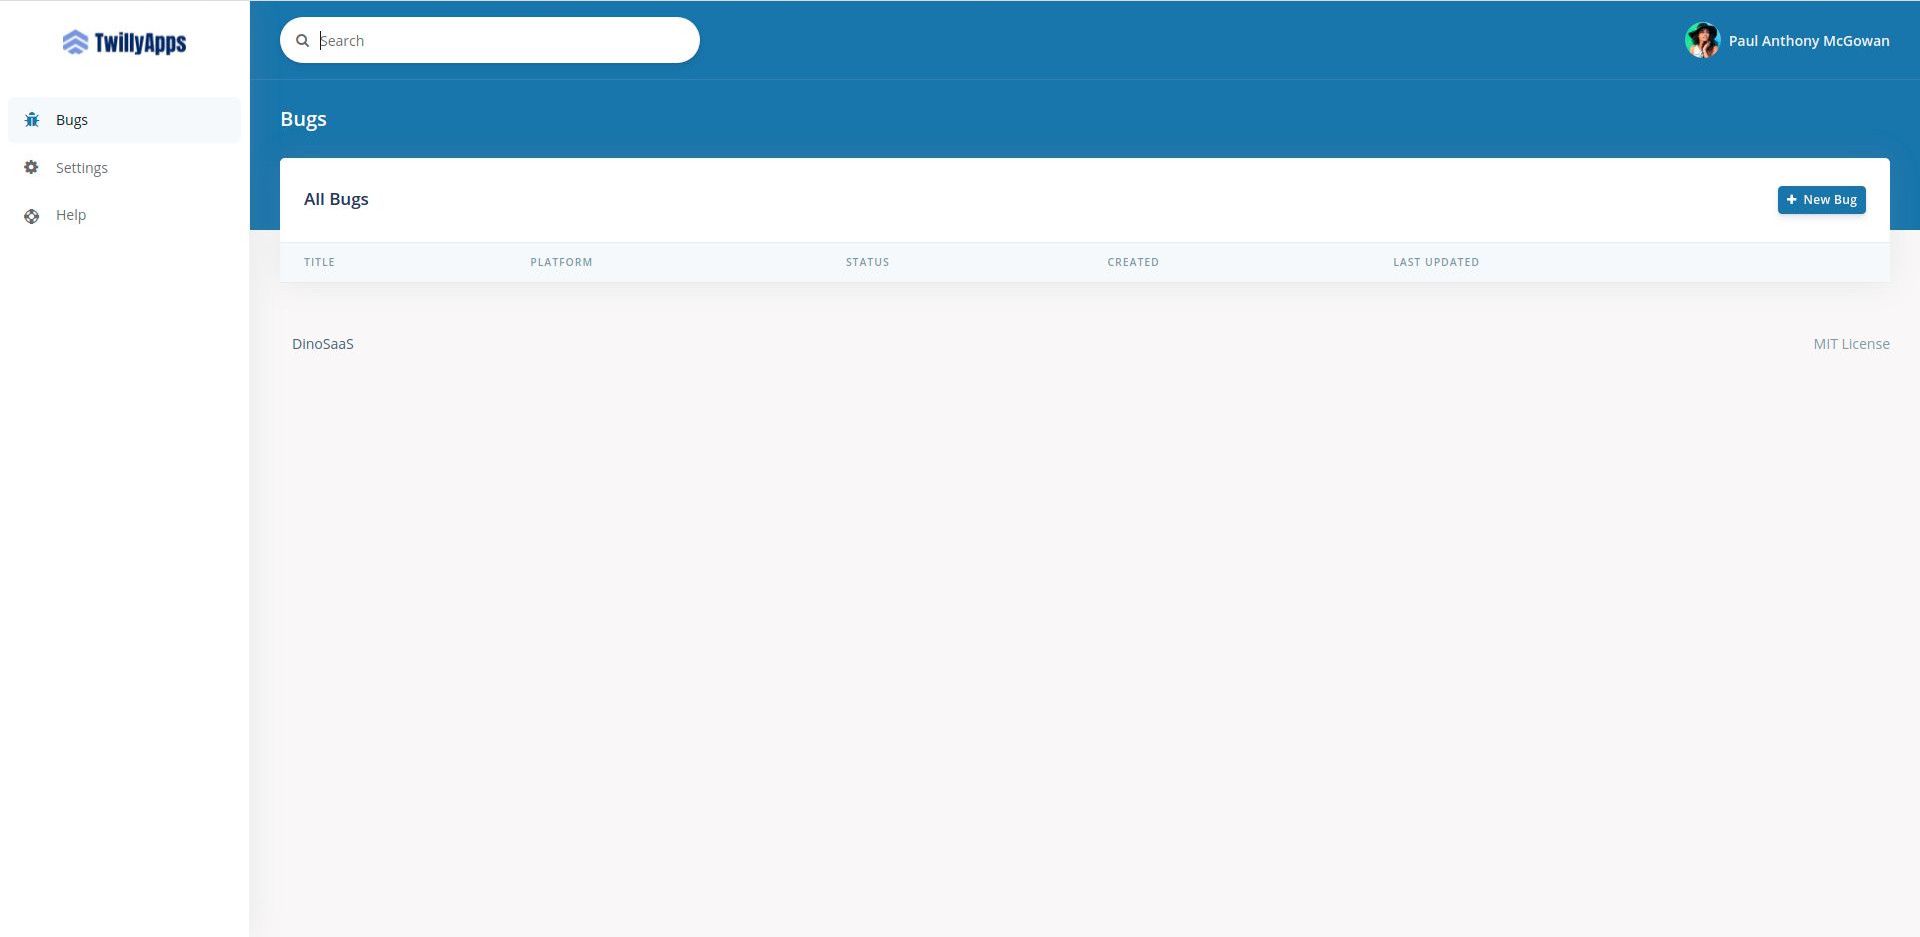 TwillyApps
Search
Paul Anthony McGowan
Bugs
Settings
Help
Bugs
All Bugs
New Bug
TITLE PLATFORM STATUS CREATED LAST UPDATED
DinoSaaS
MIT License